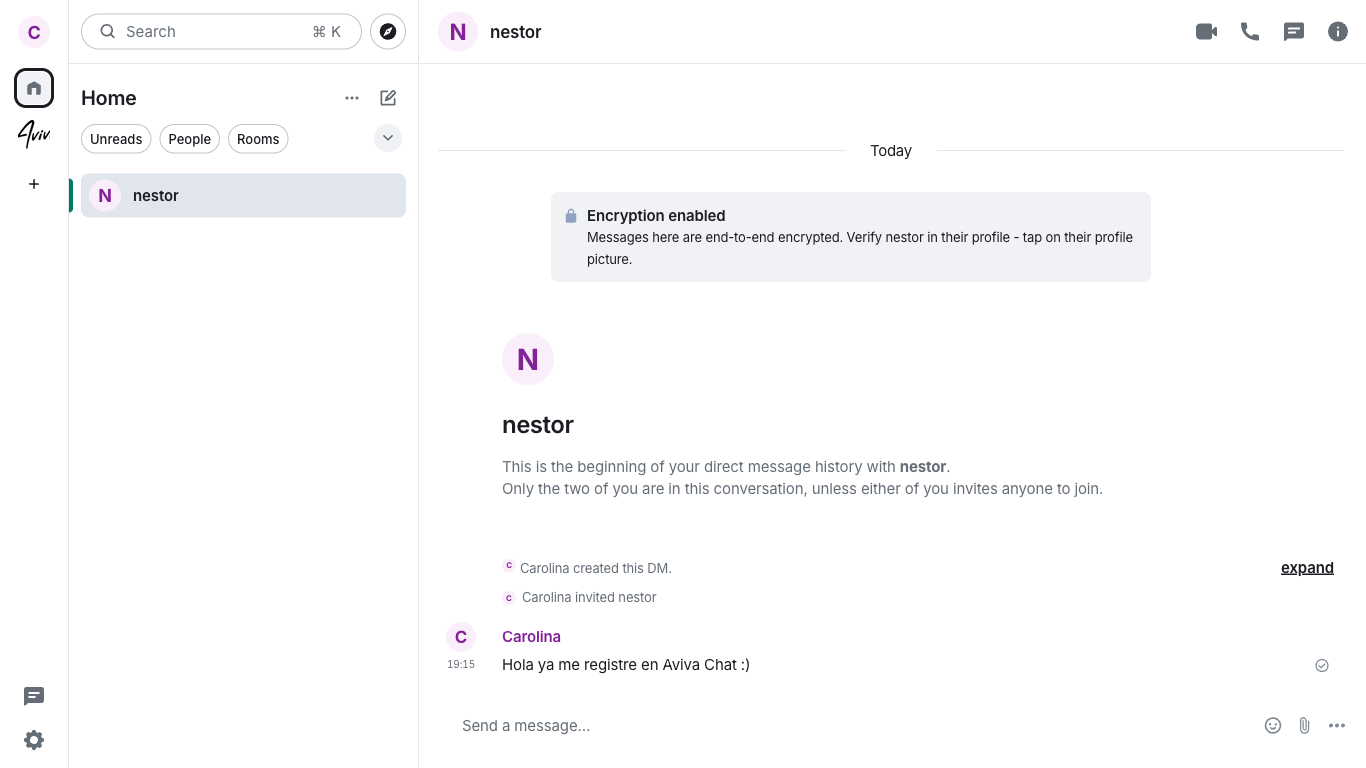 C
Search ⌘ K
N nestor
Home
Unreads People Rooms
Aviv
N nestor
Today
Encryption enabled
Messages here are end-to-end encrypted. Verify nestor in their profile - tap on their profile
picture.
N
nestor
This is the beginning of your direct message history with nestor.
Only the two of you are in this conversation, unless either of you invites anyone to join.
C Carolina created this DM. expand
C Carolina invited nestor
C Carolina
19:15 Hola ya me registre en Aviva Chat :)
Send a message...